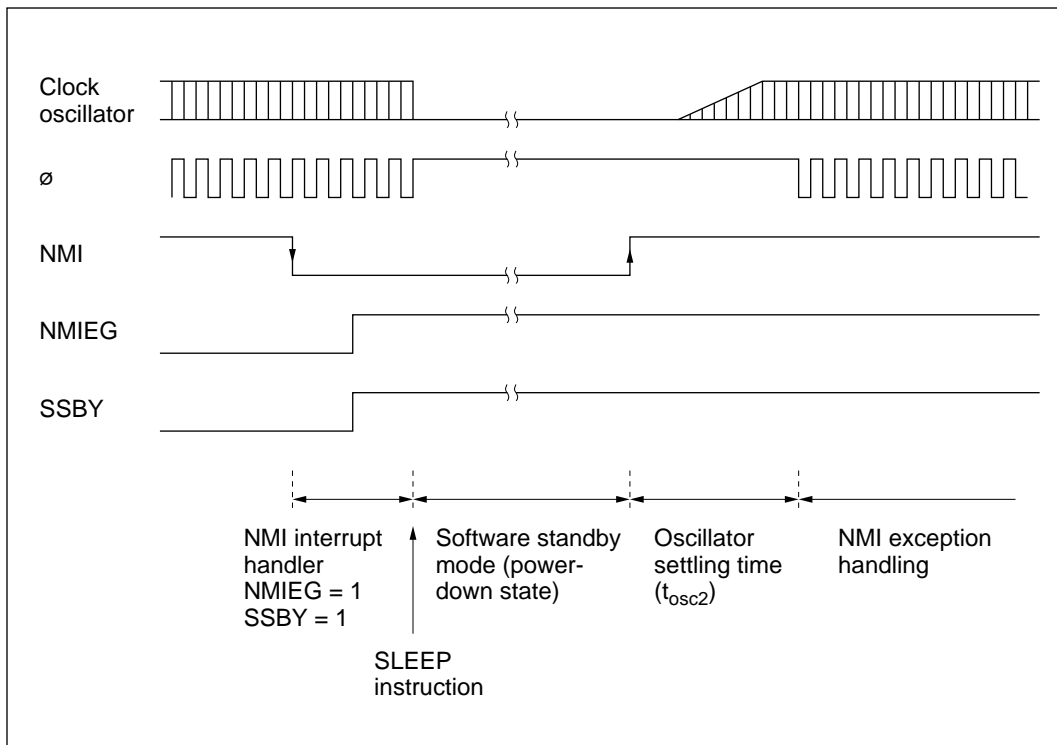 Clock
oscillator
ø
NMI
NMIEG
SSBY
NMI interrupt
handler
NMIEG = 1
SSBY = 1
Software standby
mode (power-
down state)
Oscillator
settling time
(tosc2)
NMI exception
handling
SLEEP
instruction